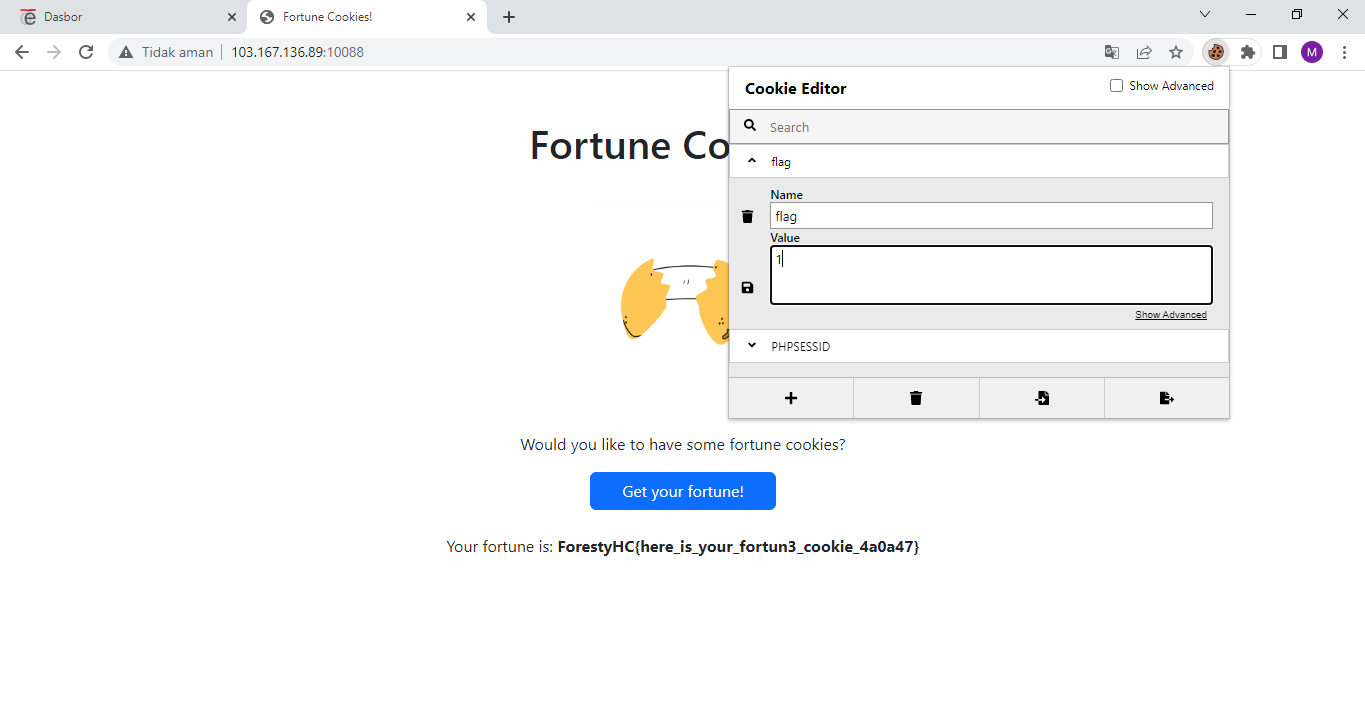 Dasbor
Fortune Cookies!
Tidak aman
103.167.136.89:10088
M
Cookie Editor
Show Advanced
Search
flag
Name
flag
Value
1
Show Advanced
PHPSESSID
Fortune Co
:)
Would you like to have some fortune cookies?
Get your fortune!
Your fortune is: ForestyHC{here_is_your_fortun3_cookie_4a0a47}